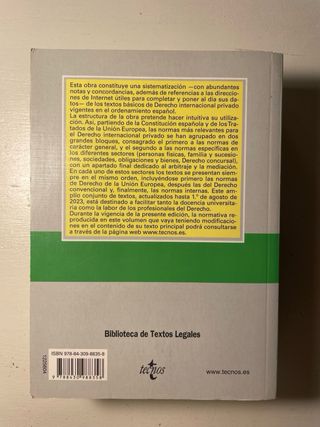 Esta obra constituye una sistematización —con abundantes
notas y concordancias, además de referencias a las direccio-
nes de Internet útiles para completar y poner al día sus da-
tos— de los textos básicos de Derecho internacional privado
vigentes en el ordenamiento español.
La estructura de la obra pretende hacer intuitiva su utiliza-
ción. Así, partiendo de la Constitución española y de los Tra-
tados de la Unión Europea, las normas más relevantes para
el Derecho internacional privado se han agrupado en dos
grandes bloques, consagrado el primero a las normas de
carácter general, y el segundo a las normas específicas en
los diferentes sectores (personas físicas, familia y sucesio-
nes, sociedades, obligaciones y bienes, Derecho concursal),
con un apartado final dedicado al arbitraje y la mediación.
En cada uno de estos sectores los textos se presentan siem-
pre en el mismo orden, incluyéndose primero las normas
de Derecho de la Unión Europea, después las del Derecho
convencional y, finalmente, las normas internas. Este am-
plio conjunto de textos, actualizados hasta 1.º de agosto de
2023, está destinado a facilitar tanto la docencia universita-
ria como la labor de los profesionales del Derecho.
Durante la vigencia de la presente edición, la normativa re-
producida en este volumen que vaya teniendo modificacio-
nes en el contenido de su texto principal podrá consultarse
a través de la página web www.tecnos.es.
Biblioteca de Textos Legales
ISBN 978-84-309-8835-8
9 788430 988358
1220804
tecnos
www.tecnos.es